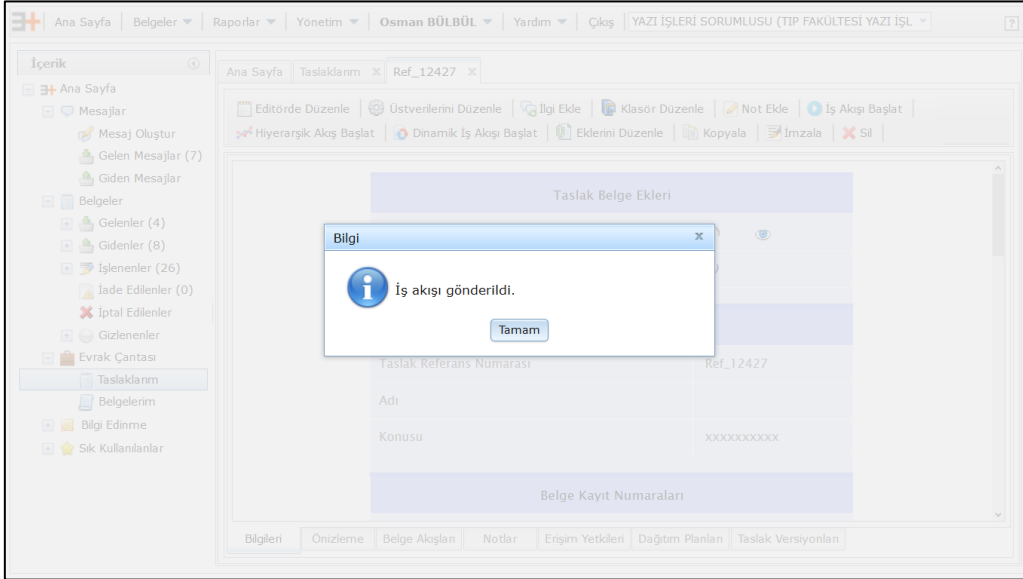 Ana Sayfa Belgeler Raporlar Yönetim Osman BÜLBÜL Yardım Çıkış YAZI İŞLERİ SORUMLUSU (TIP FAKÜLTESİ YAZI İŞL ?
İçerik
Ana Sayfa
Mesajlar
Mesaj Oluştur
Gelen Mesajlar (7)
Giden Mesajlar
Belgeler
Gelenler (4)
Gidenler (8)
İşlenenler (26)
İade Edilenler (0)
İptal Edilenler
Gizlenenler
Evrak Çantası
Taslaklarım
Belgelerim
Bilgi Edinme
Sık Kullanılanlar
Ana Sayfa Taslaklarım x Ref_12427 x
Editörde Düzenle Üstverilerini Düzenle İlgi Ekle Klasör Düzenle Not Ekle İş Akışı Başlat
Hiyerarşik Akış Başlat Dinamik İş Akışı Başlat Eklerini Düzenle Kopyala İmzala Sil
Taslak Belge Ekleri
Bilgi x
İş akışı gönderildi.
Tamam
Taslak Referans Numarası Ref_12427
Adı
Konusu xxxxxxxxxx
Belge Kayıt Numaraları
Bilgileri Önizleme Belge Akışları Notlar Erişim Yetkileri Dağıtım Planları Taslak Versiyonları